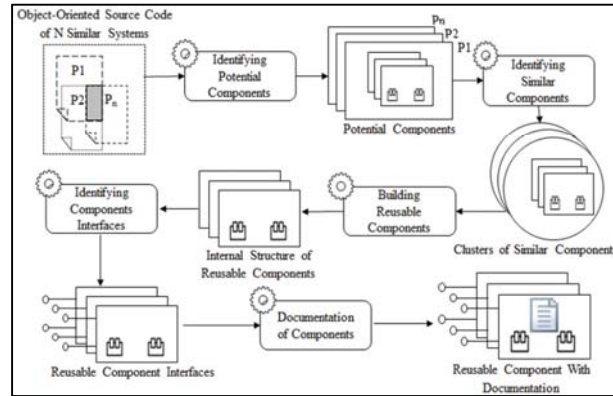 Object-Oriented Source Code
of N Similar Systems
P1
P2
Pn
Identifying
Potential
Components
Pn
P2
P1
Potential Components
Identifying
Similar
Components
Clusters of Similar Component
Building
Reusable
Components
Internal Structure of
Reusable Components
Identifying
Components
Interfaces
Reusable Component Interfaces
Documentation
of Components
Reusable Component With
Documentation